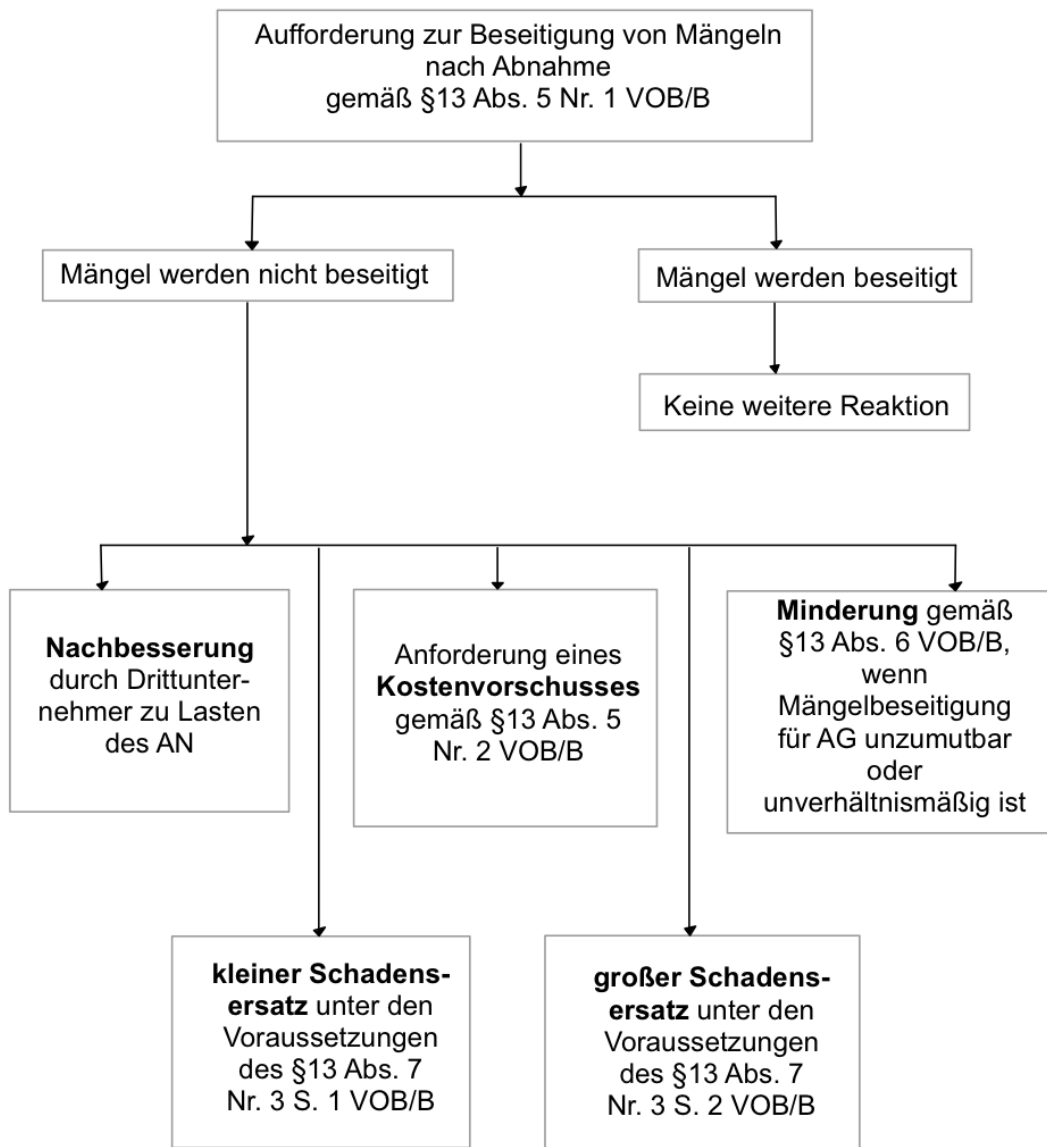 Aufforderung zur Beseitigung von Mängeln
nach Abnahme
gemäß §13 Abs. 5 Nr. 1 VOB/B
Mängel werden nicht beseitigt
Mängel werden beseitigt
Keine weitere Reaktion
Nachbesserung
durch Drittunter-
nehmer zu Lasten
des AN
Anforderung eines
Kostenvorschusses
gemäß §13 Abs. 5
Nr. 2 VOB/B
Minderung gemäß
§13 Abs. 6 VOB/B,
wenn
Mängelbeseitigung
für AG unzumutbar
oder
unverhältnismäßig ist
kleiner Schadens-
ersatz unter den
Voraussetzungen
des §13 Abs. 7
Nr. 3 S. 1 VOB/B
großer Schadens-
ersatz unter den
Voraussetzungen
des §13 Abs. 7
Nr. 3 S. 2 VOB/B